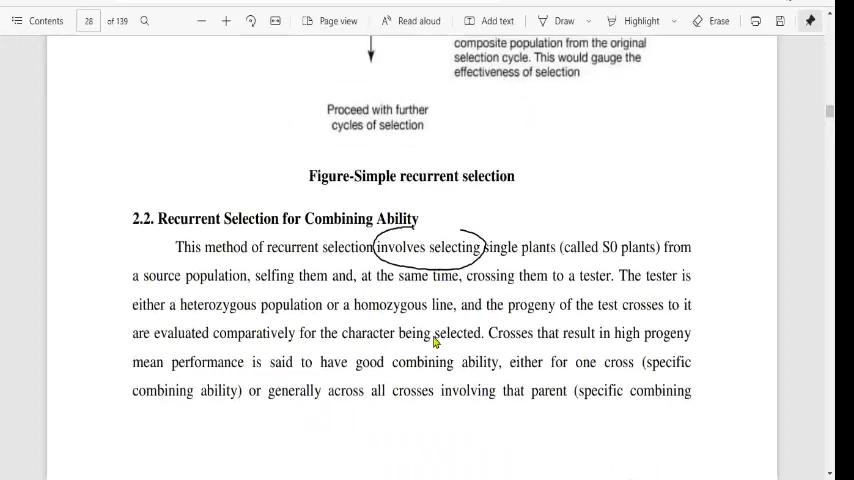 Contents
28
of 139
Page view
Read aloud
Add text
Draw
Highlight
Erase
composite population from the original
selection cycle. This would gauge the
effectiveness of selection
Proceed with further
cycles of selection
Figure-Simple recurrent selection
2.2. Recurrent Selection for Combining Ability
This method of recurrent selection involves selecting single plants (called S0 plants) from
a source population, selfing them and, at the same time, crossing them to a tester. The tester is
either a heterozygous population or a homozygous line, and the progeny of the test crosses to it
are evaluated comparatively for the character being selected. Crosses that result in high progeny
mean performance is said to have good combining ability, either for one cross (specific
combining ability) or generally across all crosses involving that parent (specific combining